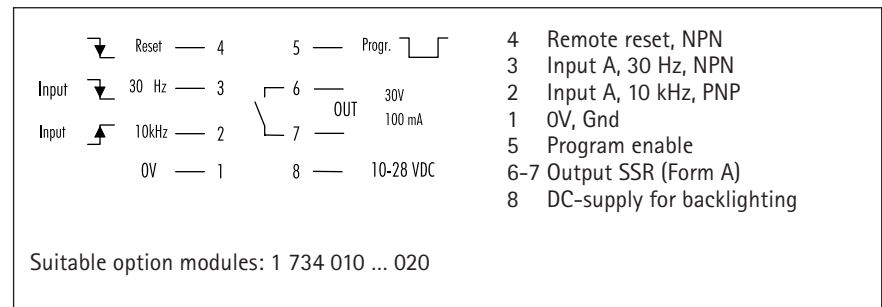 Reset 4 5 Progr.
Input 30 Hz 3 6 30V
OUT
Input 10kHz 2 7 100 mA
0V 1 8 10-28 VDC
4 Remote reset, NPN
3 Input A, 30 Hz, NPN
2 Input A, 10 kHz, PNP
1 0V, Gnd
5 Program enable
6-7 Output SSR (Form A)
8 DC-supply for backlighting
Suitable option modules: 1 734 010 ... 020